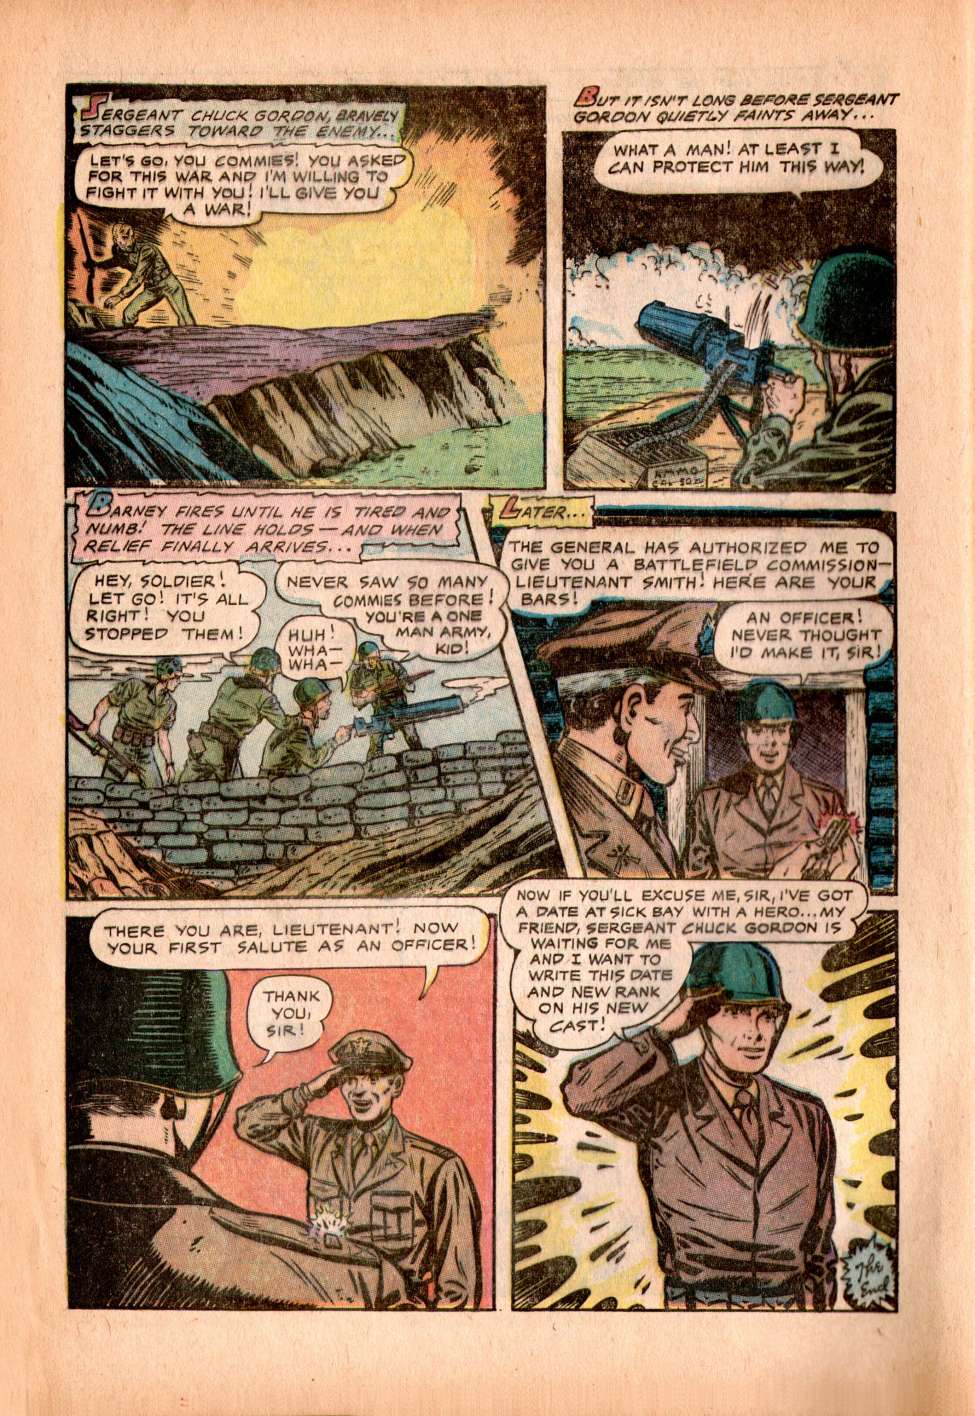 SERGEANT CHUCK GORDON, BRAVELY
STAGGERS TOWARD THE ENEMY...
LET'S GO, YOU COMMIES! YOU ASKED
FOR THIS WAR AND I'M WILLING TO
FIGHT IT WITH YOU! I'LL GIVE YOU
A WAR!
BUT IT ISN'T LONG BEFORE SERGEANT
GORDON QUIETLY FAINTS AWAY...
WHAT A MAN! AT LEAST I
CAN PROTECT HIM THIS WAY!
AMMO
CAL 50
BARNEY FIRES UNTIL HE IS TIRED AND
NUMB! THE LINE HOLDS—AND WHEN
RELIEF FINALLY ARRIVES...
HEY, SOLDIER!
LET GO! IT'S ALL
RIGHT! YOU
STOPPED THEM!
HUH!
WHA—
WHA—
NEVER SAW SO MANY
COMMIES BEFORE!
YOU'RE A ONE
MAN ARMY,
KID!
LATER...
THE GENERAL HAS AUTHORIZED ME TO
GIVE YOU A BATTLEFIELD COMMISSION—
LIEUTENANT SMITH! HERE ARE YOUR
BARS!
AN OFFICER!
NEVER THOUGHT
I'D MAKE IT, SIR!
THERE YOU ARE, LIEUTENANT! NOW
YOUR FIRST SALUTE AS AN OFFICER!
THANK
YOU,
SIR!
NOW IF YOU'LL EXCUSE ME, SIR, I'VE GOT
A DATE AT SICK BAY WITH A HERO...MY
FRIEND, SERGEANT CHUCK GORDON IS
WAITING FOR ME
AND I WANT TO
WRITE THIS DATE
AND NEW RANK
ON HIS NEW
CAST!
The
End